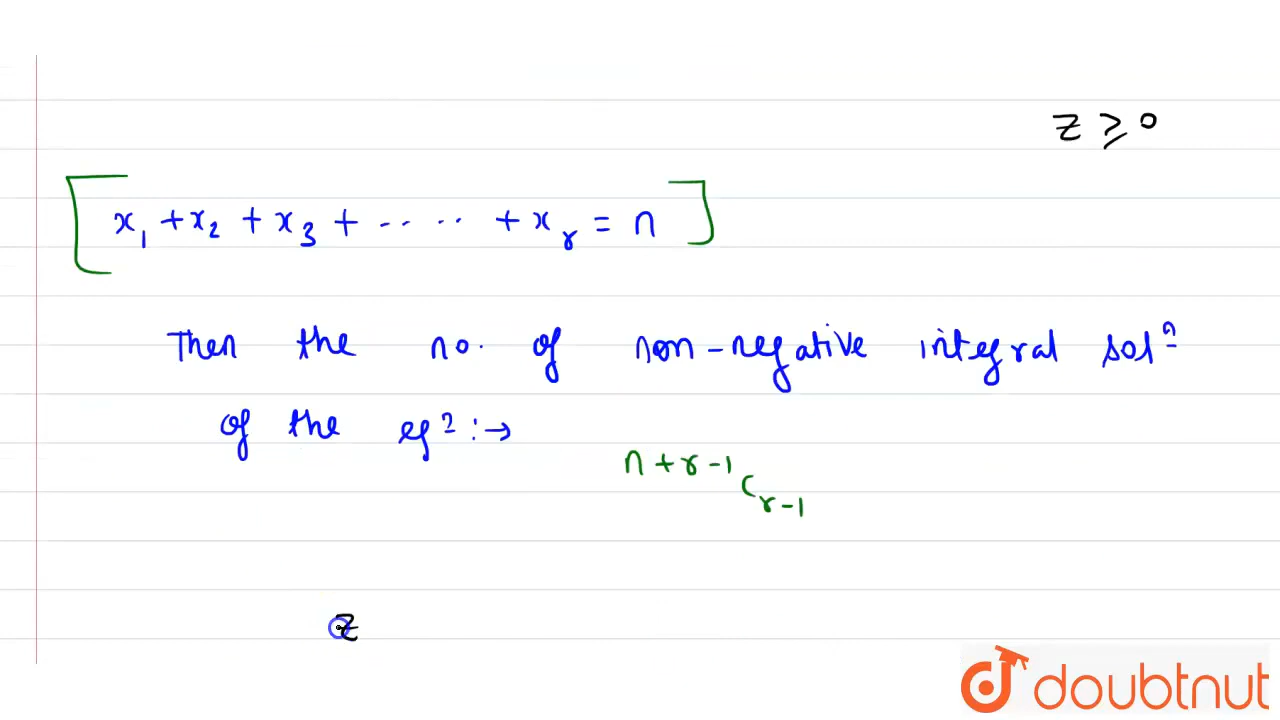 z ≥ 0
x₁ + x₂ + x₃ + ..... + xᵣ = n
Then the no. of non-negative integral solⁿ
of the eqⁿ :→
n+r-1Cr-1
z
doubtnut